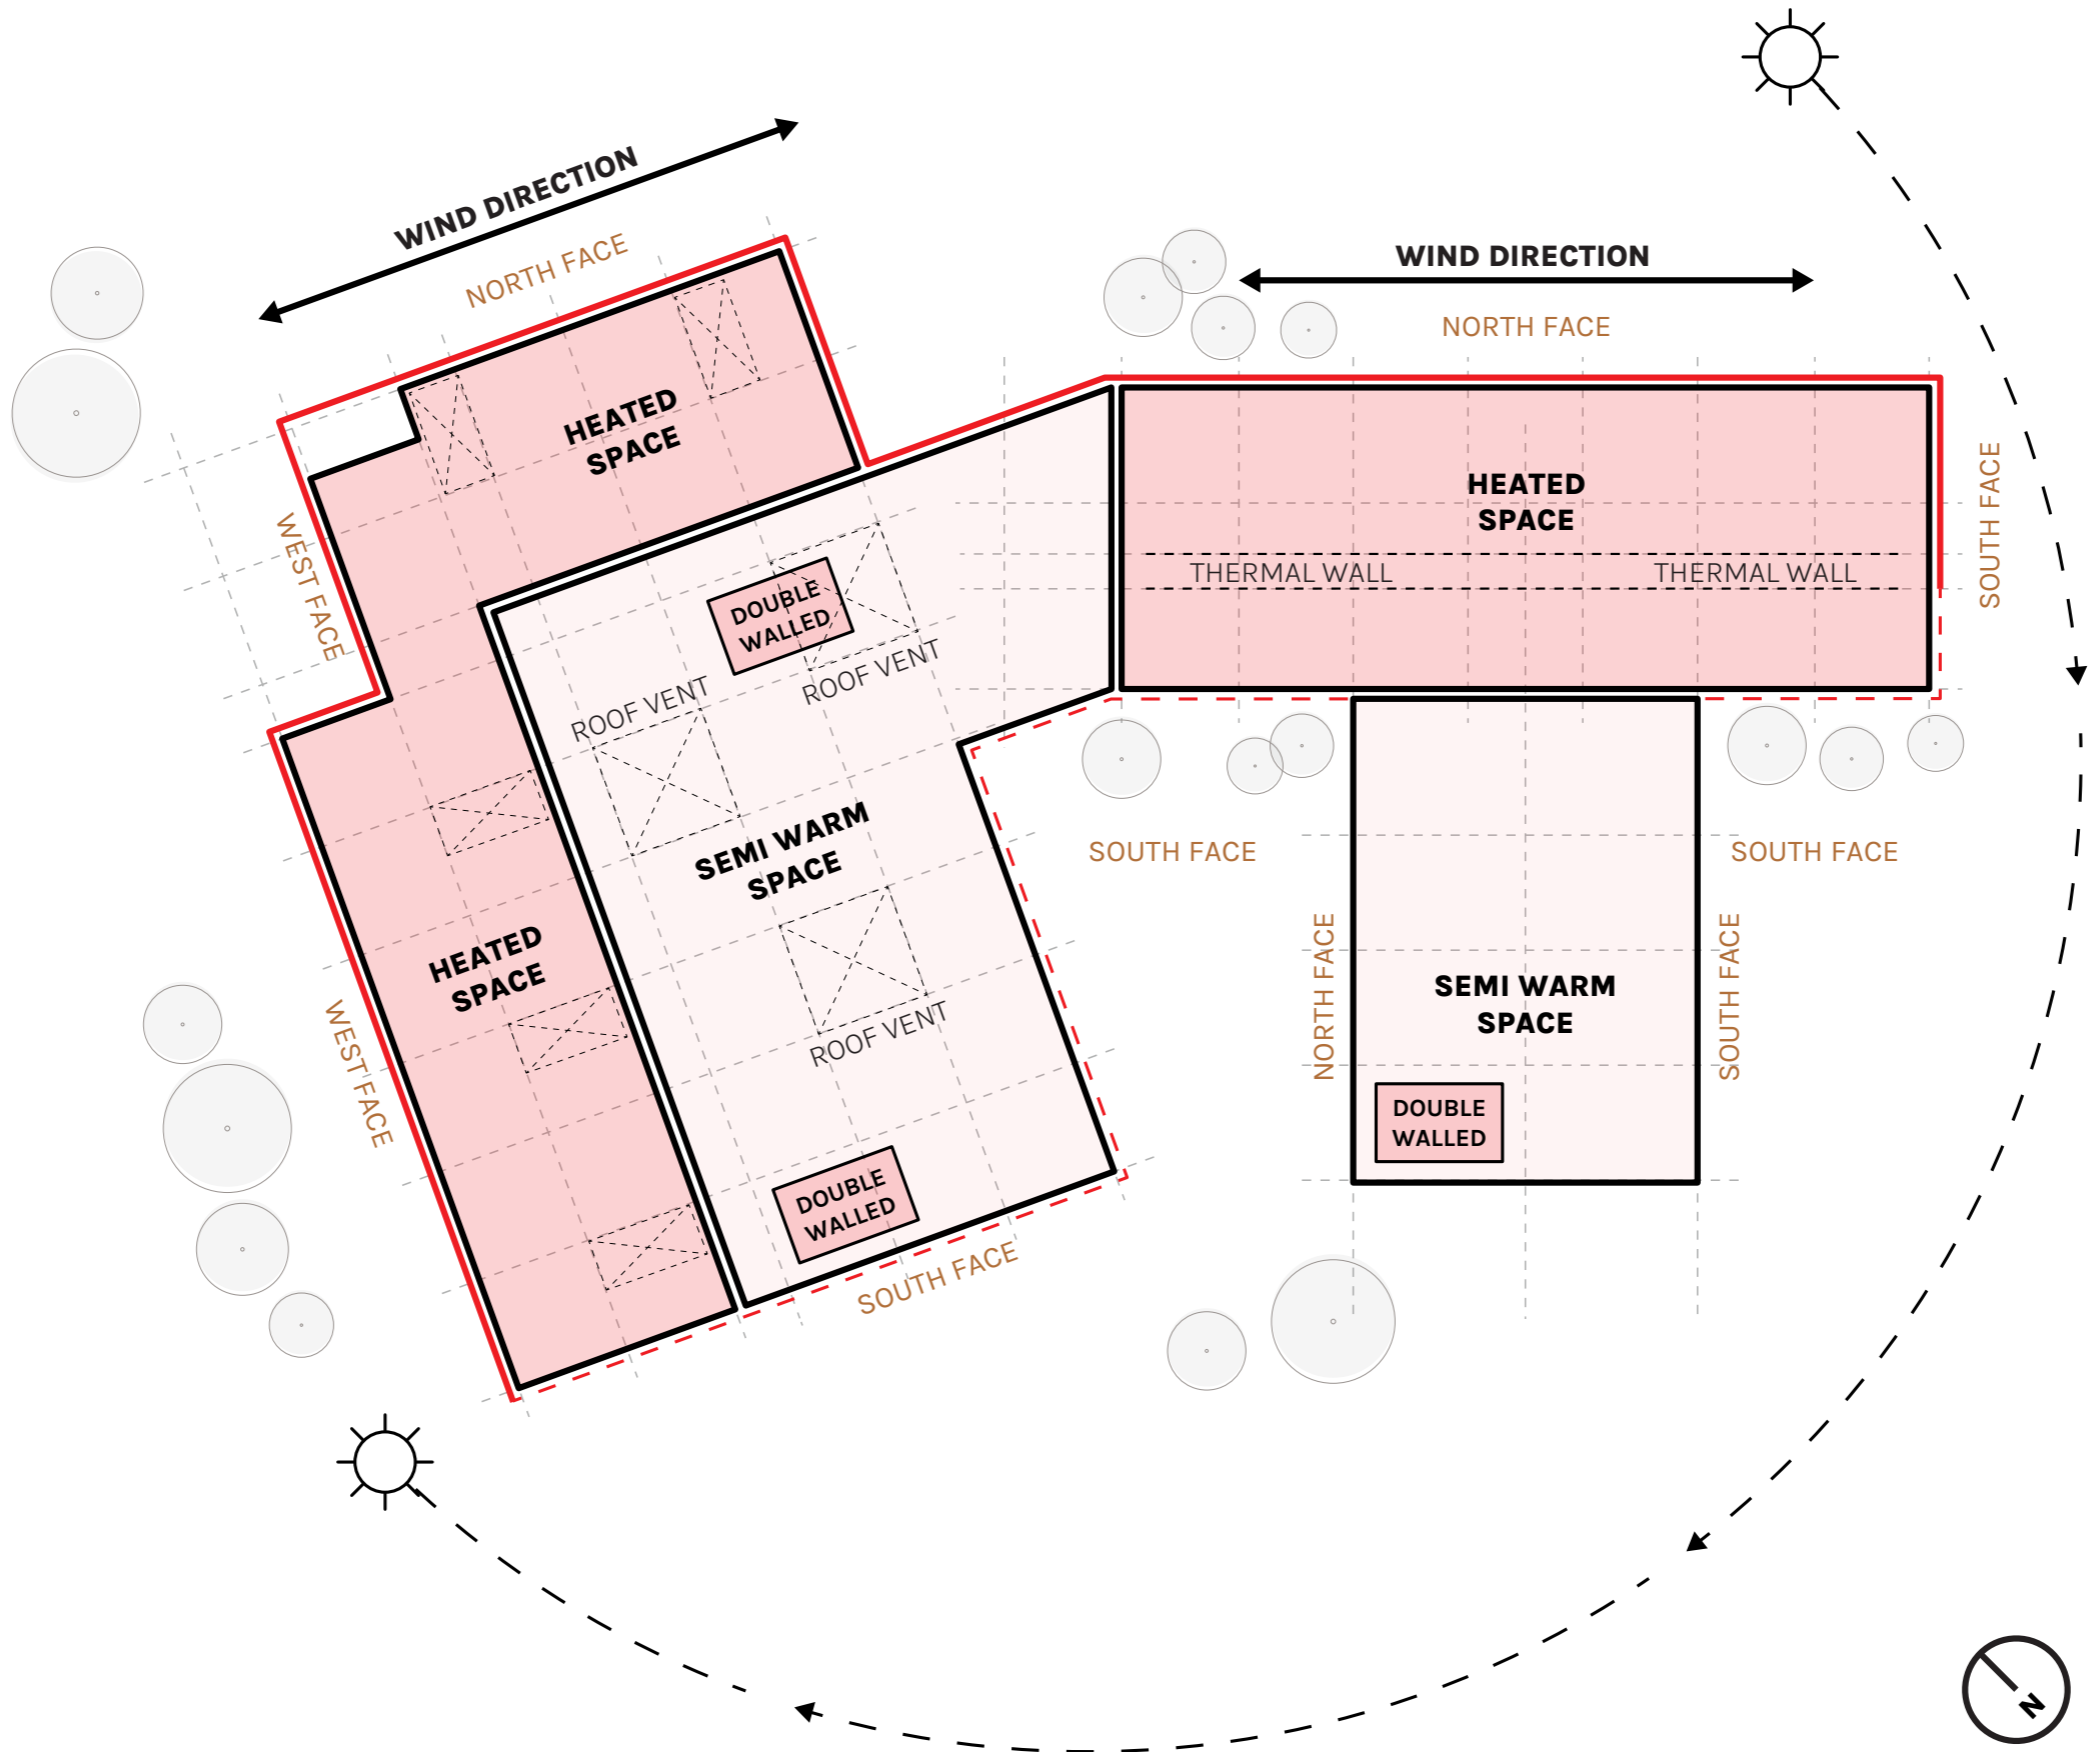 WIND DIRECTION
NORTH FACE
WIND DIRECTION
NORTH FACE
HEATED
SPACE
HEATED
SPACE
THERMAL WALL
THERMAL WALL
SOUTH FACE
WEST FACE
DOUBLE
WALLED
ROOF VENT
ROOF VENT
SEMI WARM
SPACE
SOUTH FACE
SOUTH FACE
HEATED
SPACE
WEST FACE
ROOF VENT
NORTH FACE
SEMI WARM
SPACE
SOUTH FACE
DOUBLE
WALLED
DOUBLE
WALLED
SOUTH FACE
N